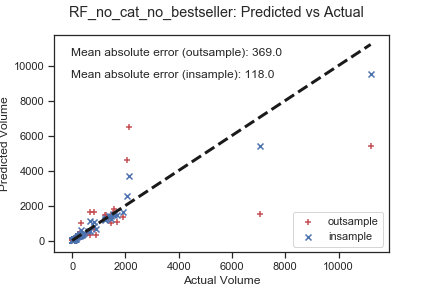 RF_no_cat_no_bestseller: Predicted vs Actual
Mean absolute error (outsample): 369.0
Mean absolute error (insample): 118.0
10000
8000
6000
4000
2000
0
Predicted Volume
outsample
insample
0 2000 4000 6000 8000 10000
Actual Volume